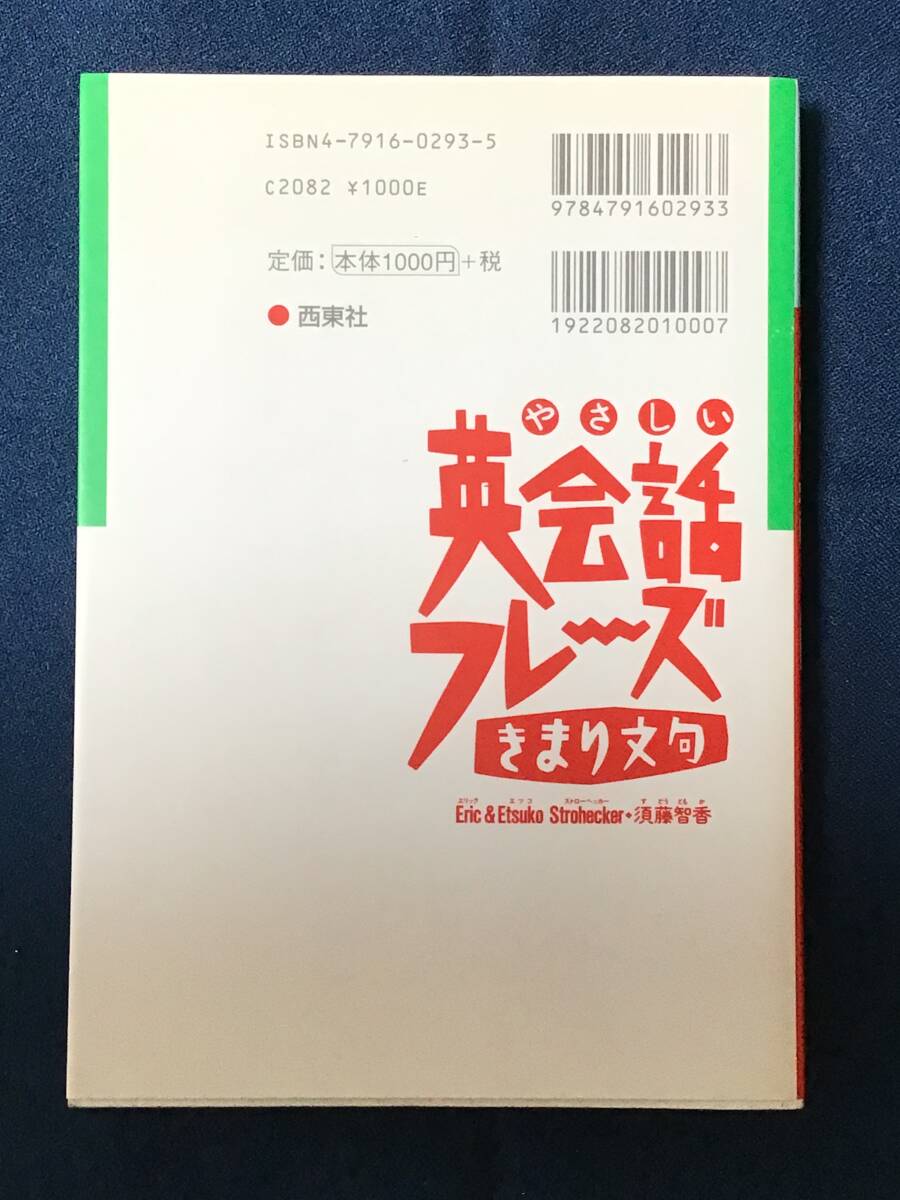 ISBN4-7916-0293-5
C2082 ¥1000E
9784791602933
定価：本体1000円＋税
1922082010007
●西東社
やさしい
英会話
フレーズ
きまり文句
エリック エツコ ストローヘッカー すどうともか
Eric & Etsuko Strohecker・須藤智香